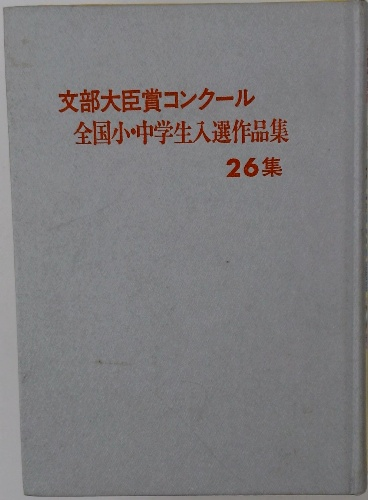 文部大臣賞コンクール
全国小・中学生入選作品集
26集